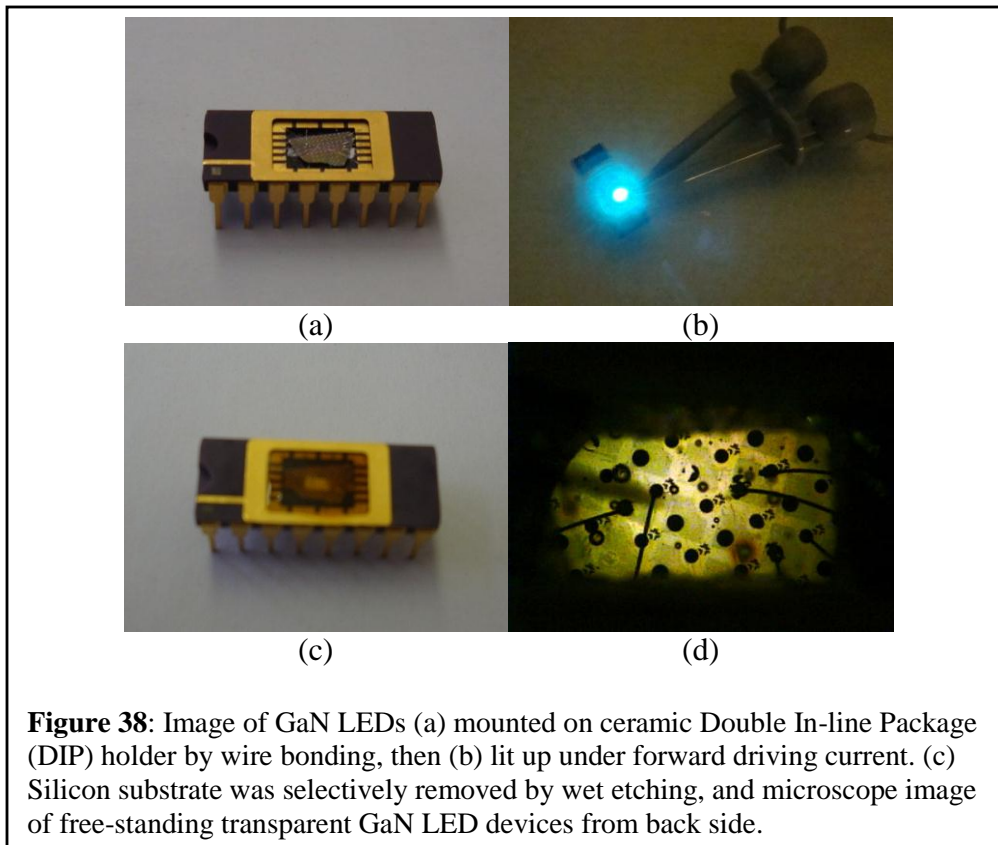 (a)
(b)
(c)
(d)
Figure 38: Image of GaN LEDs (a) mounted on ceramic Double In-line Package
(DIP) holder by wire bonding, then (b) lit up under forward driving current. (c)
Silicon substrate was selectively removed by wet etching, and microscope image
of free-standing transparent GaN LED devices from back side.